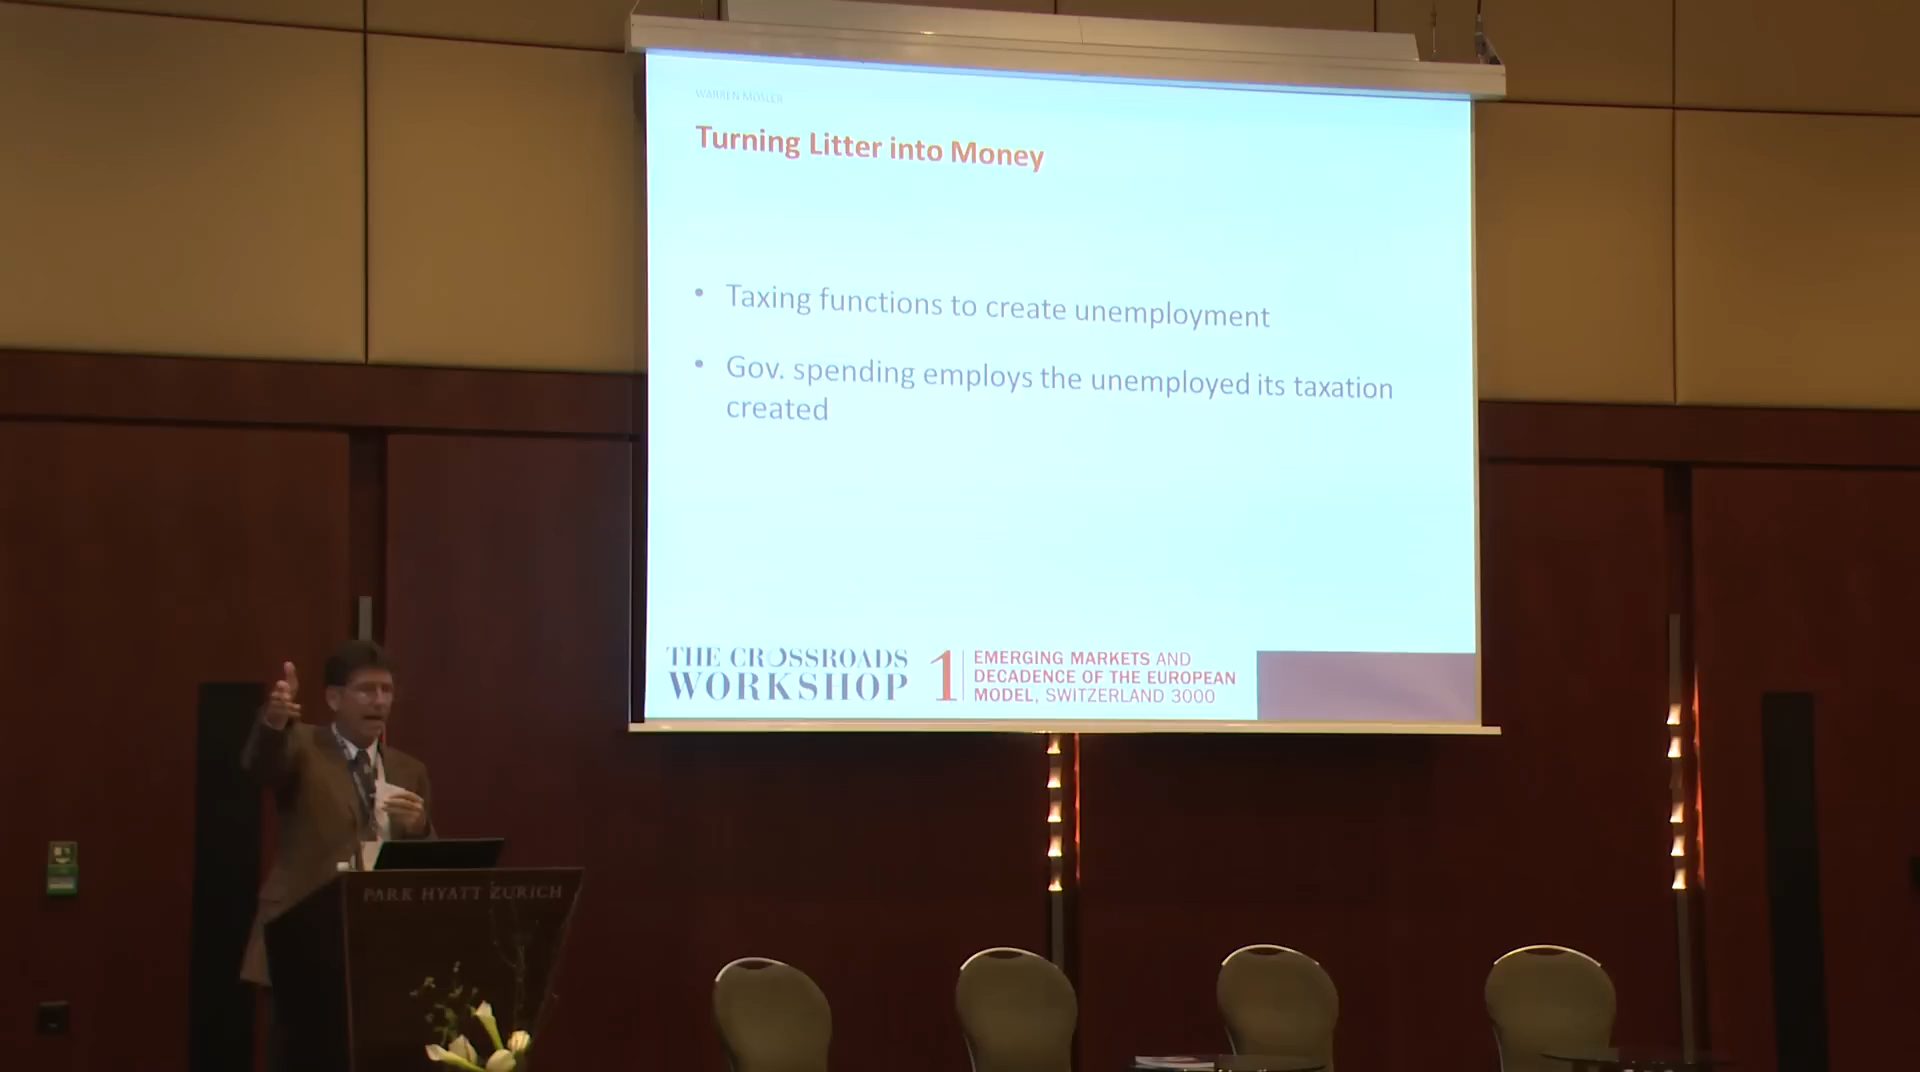 WARREN MOSLER
Turning Litter into Money
• Taxing functions to create unemployment
• Gov. spending employs the unemployed its taxation
created
THE CROSSROADS
WORKSHOP
1
EMERGING MARKETS AND
DECADENCE OF THE EUROPEAN
MODEL, SWITZERLAND 3000
PARK HYATT ZURICH